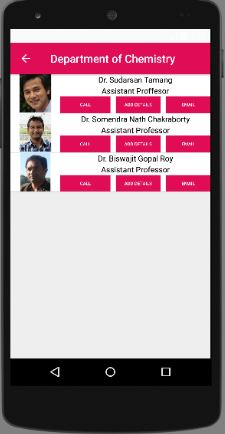 Department of Chemistry
Dr. Sudarsan Tamang
Assistant Proffesor
CALL ADD DETAILS EMAIL
Dr. Somendra Nath Chakraborty
Assistant Professor
CALL ADD DETAILS EMAIL
Dr. Biswajit Gopal Roy
Assistant Professor
CALL ADD DETAILS EMAIL